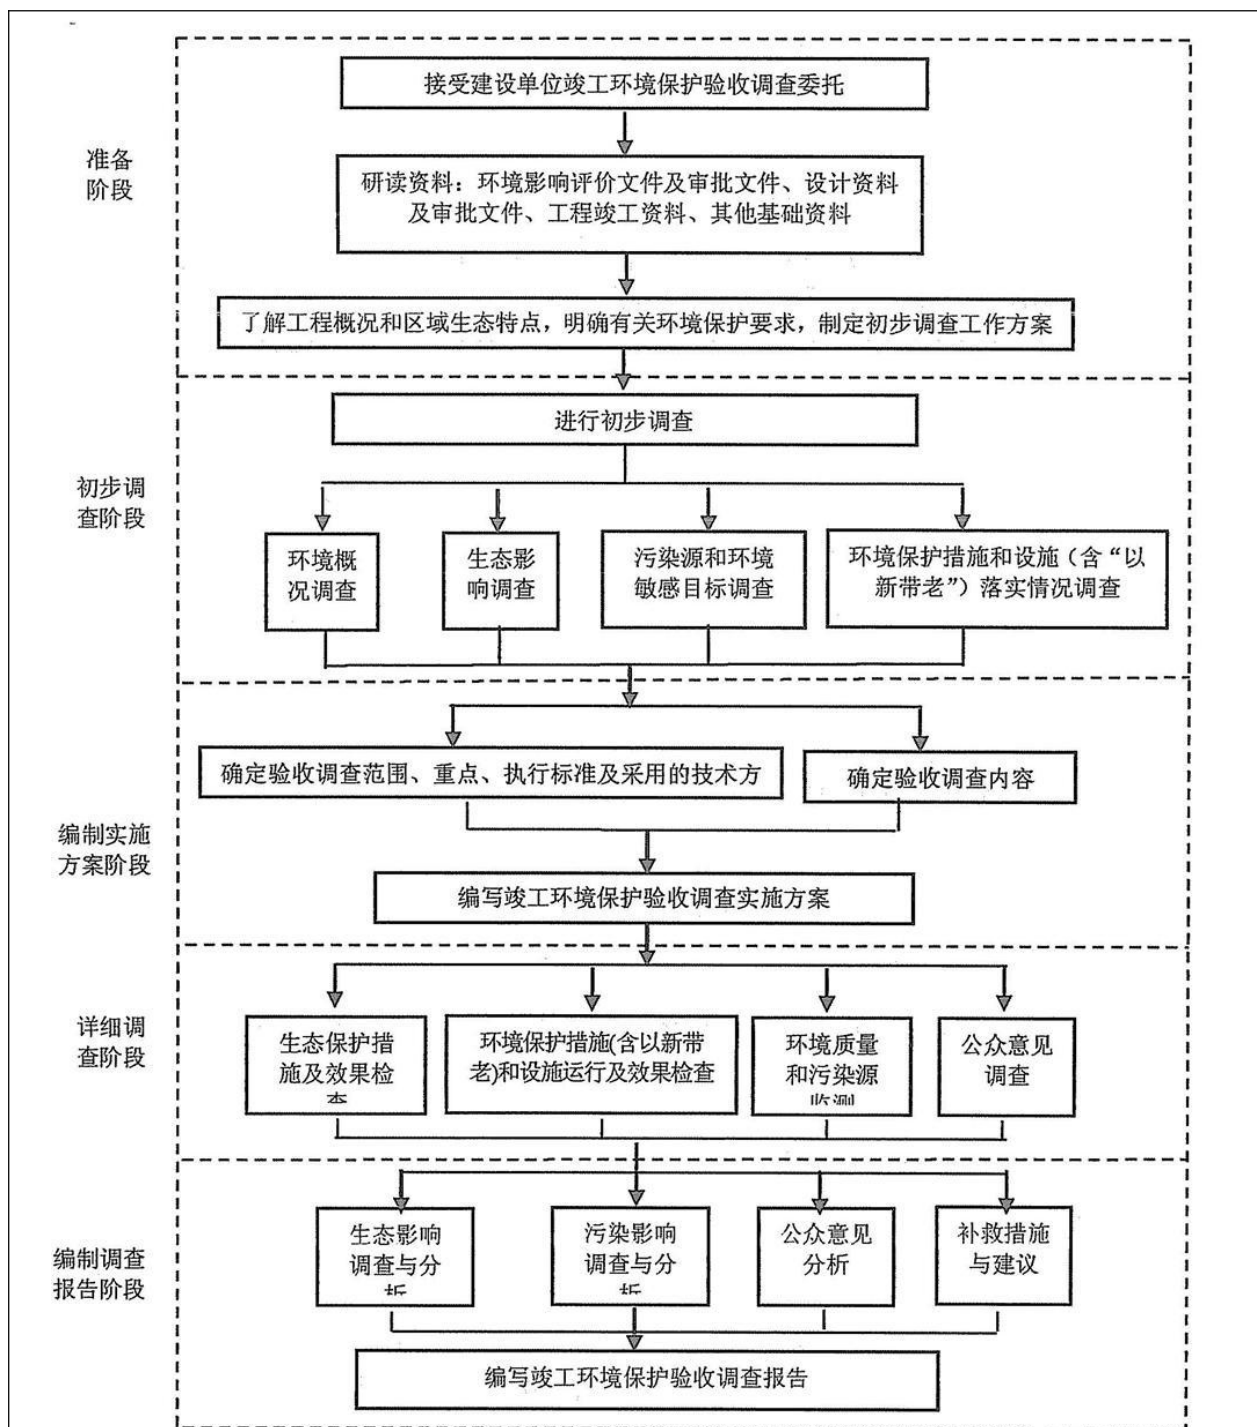 接受建设单位竣工环境保护验收调查委托
准备
阶段
研读资料：环境影响评价文件及审批文件、设计资料
及审批文件、工程竣工资料、其他基础资料
了解工程概况和区域生态特点，明确有关环境保护要求，制定初步调查工作方案
进行初步调查
初步调
查阶段
环境概
况调查
生态影
响调查
污染源和环境
敏感目标调查
环境保护措施和设施（含“以
新带老”）落实情况调查
确定验收调查范围、重点、执行标准及采用的技术方
确定验收调查内容
编制实施
方案阶段
编写竣工环境保护验收调查实施方案
详细调
查阶段
生态保护措
施及效果检
查
环境保护措施(含以新带
老)和设施运行及效果检查
环境质量
和污染源
监测
公众意见
调查
编制调查
报告阶段
生态影响
调查与分
析
污染影响
调查与分
析
公众意见
分析
补救措施
与建议
编写竣工环境保护验收调查报告